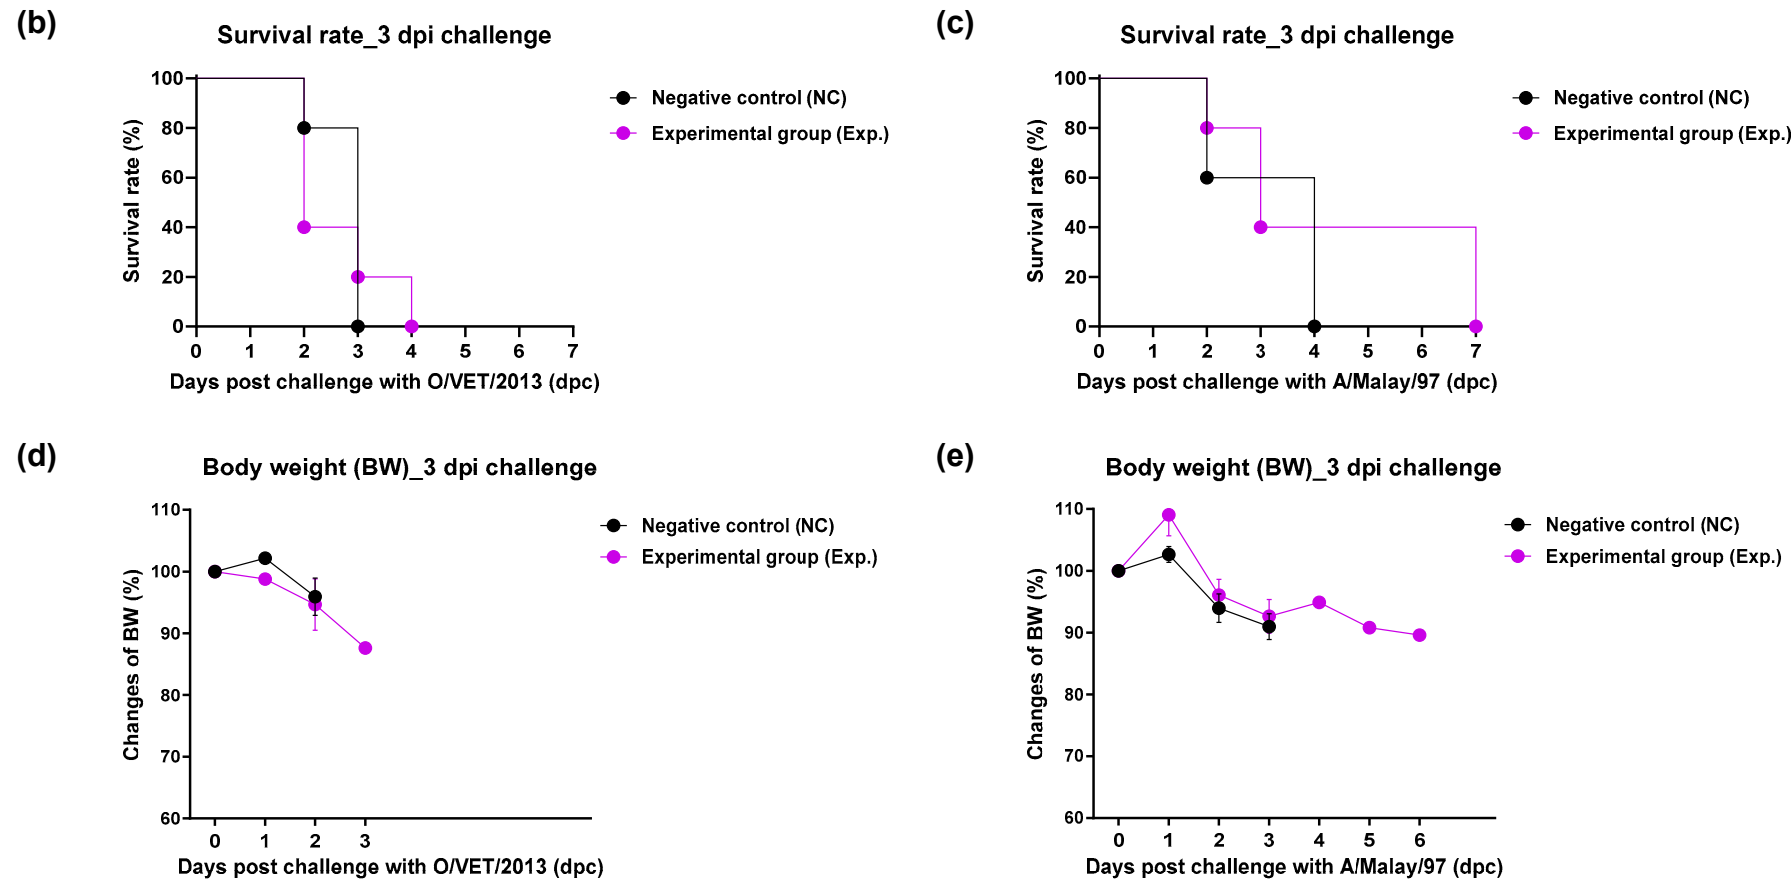 (b)
Survival rate_3 dpi challenge
Survival rate (%)
100
80
60
40
20
0
0 1 2 3 4 5 6 7
Days post challenge with O/VET/2013 (dpc)
Negative control (NC)
Experimental group (Exp.)
(c)
Survival rate_3 dpi challenge
Survival rate (%)
100
80
60
40
20
0
0 1 2 3 4 5 6 7
Days post challenge with A/Malay/97 (dpc)
Negative control (NC)
Experimental group (Exp.)
(d)
Body weight (BW)_3 dpi challenge
Changes of BW (%)
110
100
90
80
70
60
0 1 2 3
Days post challenge with O/VET/2013 (dpc)
Negative control (NC)
Experimental group (Exp.)
(e)
Body weight (BW)_3 dpi challenge
Changes of BW (%)
110
100
90
80
70
60
0 1 2 3 4 5 6
Days post challenge with A/Malay/97 (dpc)
Negative control (NC)
Experimental group (Exp.)